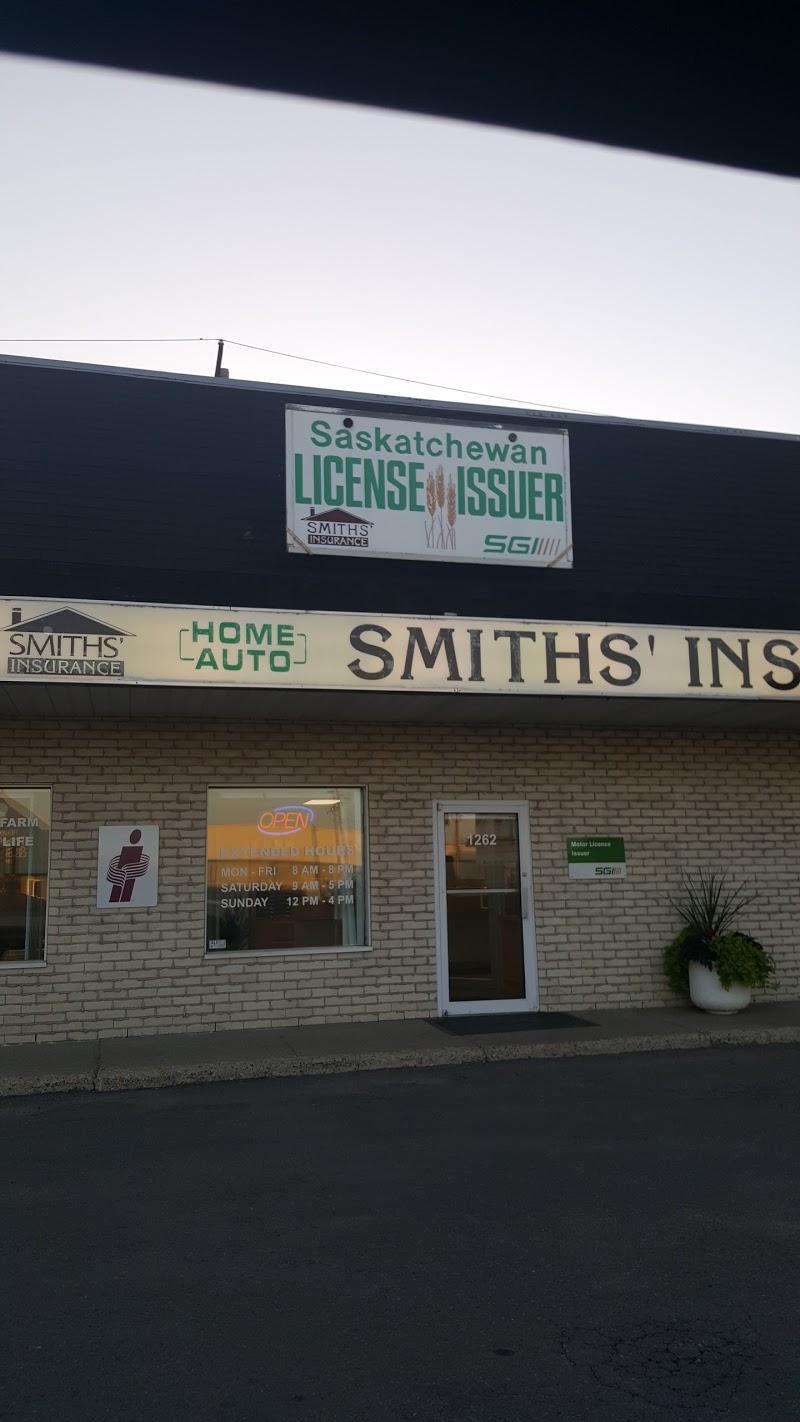 Saskatchewan
LICENSE ISSUER
SMITHS'
INSURANCE
SGI
SMITHS'
INSURANCE
HOME
AUTO
SMITHS' INS
FARM
LIFE
OPEN
EXTENDED HOURS
MON - FRI 8 AM - 8 PM
SATURDAY 9 AM - 5 PM
SUNDAY 12 PM - 4 PM
1262
Motor License
Issuer
SGI